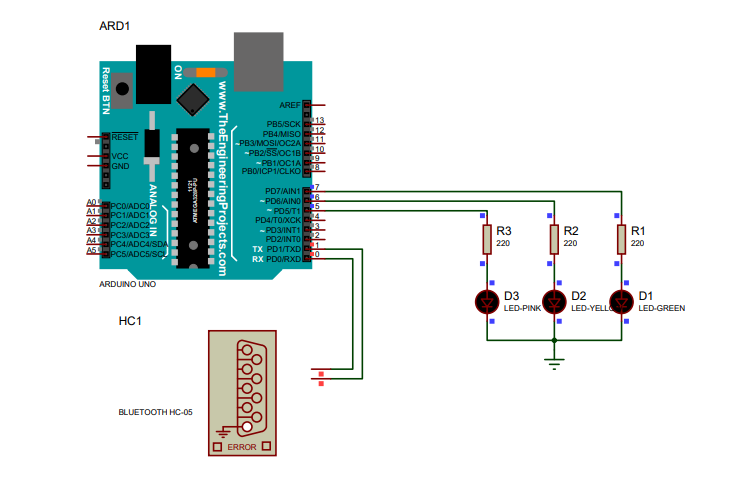 ARD1
ON
Reset BTN
www.TheEngineeringProjects.com
ANALOG IN
RESET
VCC
GND
A0 PC0/ADC0
A1 PC1/ADC1
A2 PC2/ADC2
A3 PC3/ADC3
A4 PC4/ADC4/SDA
A5 PC5/ADC5/SCL
AREF
PB5/SCK 13
PB4/MISO 12
~PB3/MOSI/OC2A 11
~PB2/SS/OC1B 10
~PB1/OC1A 9
PB0/ICP1/CLKO 8
PD7/AIN1 7
~PD6/AIN0 6
~PD5/T1 5
PD4/T0/XCK 4
~PD3/INT1 3
PD2/INT0 2
TX PD1/TXD 1
RX PD0/RXD 0
ARDUINO UNO
R3
220
R2
220
R1
220
D3
LED-PINK
D2
D1
LED-GREEN
HC1
BLUETOOTH HC-05
ERROR